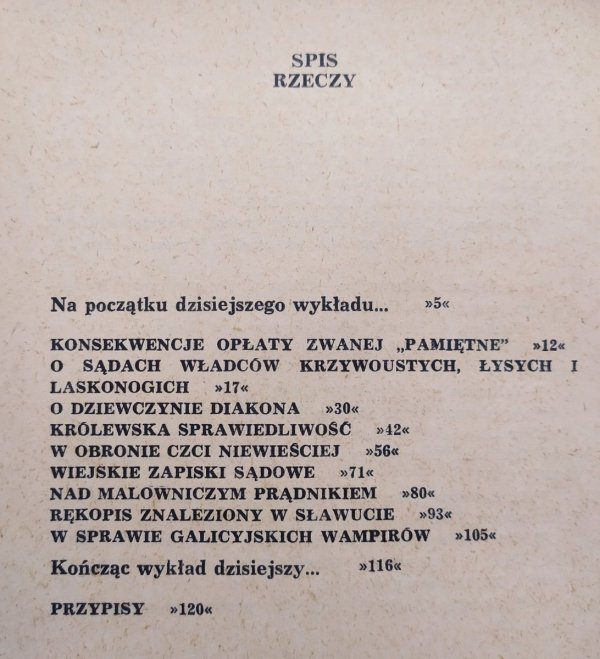 SPIS
RZECZY
Na początku dzisiejszego wykładu... »5«
KONSEKWENCJE OPŁATY ZWANEJ „PAMIĘTNE” »12«
O SĄDACH WŁADCÓW KRZYWOUSTYCH, ŁYSYCH I
LASKONOGICH »17«
O DZIEWCZYNIE DIAKONA »30«
KRÓLEWSKA SPRAWIEDLIWOŚĆ »42«
W OBRONIE CZCI NIEWIEŚCIEJ »56«
WIEJSKIE ZAPISKI SĄDOWE »71«
NAD MALOWNICZYM PRĄDNIKIEM »80«
RĘKOPIS ZNALEZIONY W SŁAWUCIE »93«
W SPRAWIE GALICYJSKICH WAMPIRÓW »105«
Kończąc wykład dzisiejszy... »116«
PRZYPISY »120«